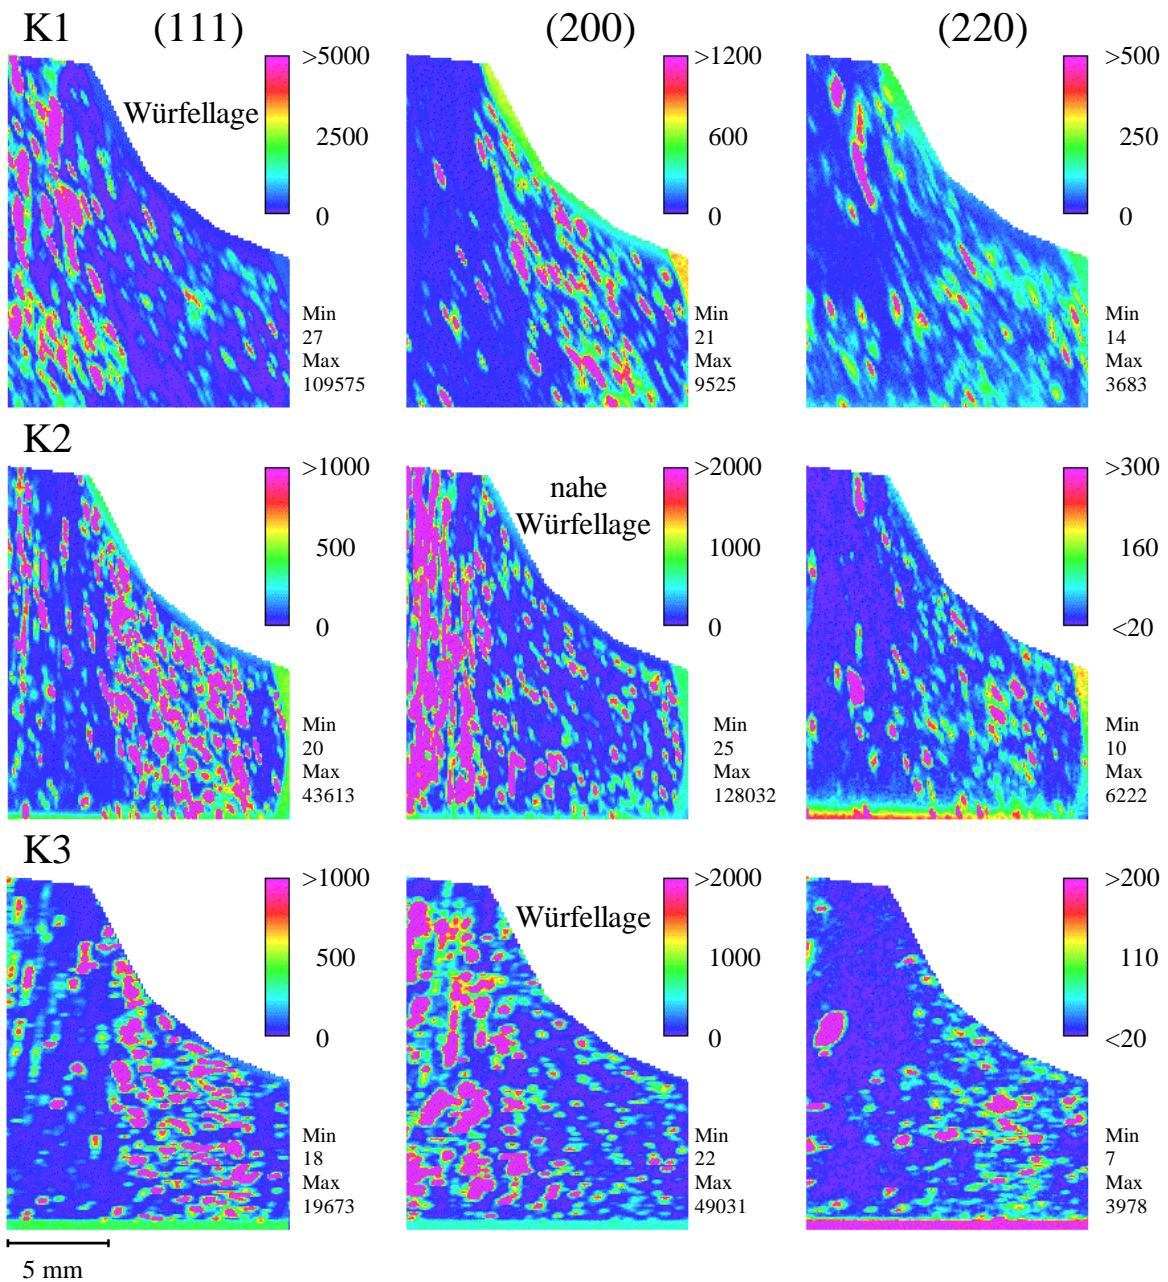 K1 (111) (200) (220)
>5000
Würfellage
2500
0
Min
27
Max
109575
>1200
600
0
Min
21
Max
9525
>500
250
0
Min
14
Max
3683
K2
>1000
500
0
Min
20
Max
43613
nahe
Würfellage
>2000
1000
0
Min
25
Max
128032
>300
160
<20
Min
10
Max
6222
K3
>1000
500
0
Min
18
Max
19673
Würfellage
>2000
1000
0
Min
22
Max
49031
>200
110
<20
Min
7
Max
3978
5 mm